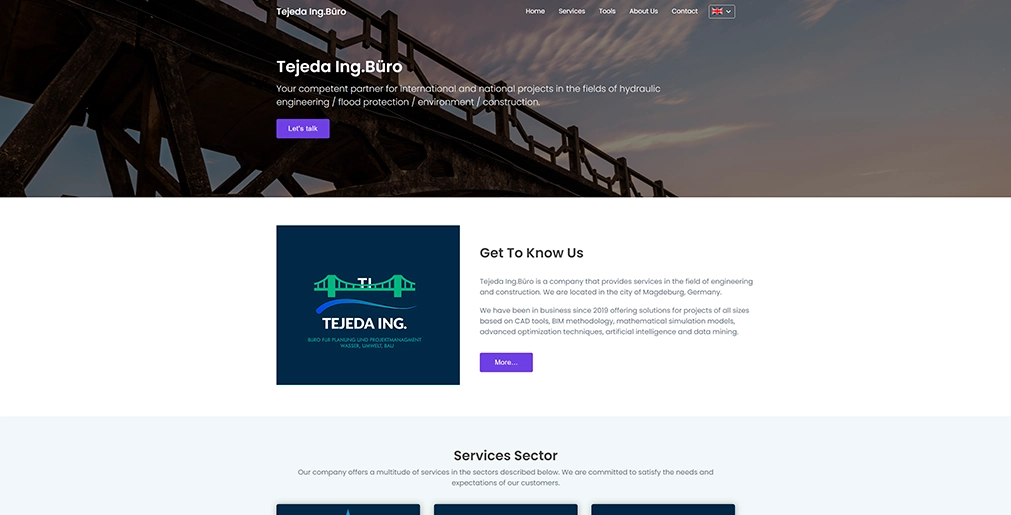 Tejeda Ing.Büro
Home Services Tools About Us Contact
Tejeda Ing.Büro
Your competent partner for international and national projects in the fields of hydraulic
engineering / flood protection / environment / construction.
Let's talk
TI
TEJEDA ING.
BÜRO FÜR PLANUNG UND PROJEKTMANAGMENT
WASSER, UMWELT, BAU
Get To Know Us
Tejeda Ing.Büro is a company that provides services in the field of engineering
and construction. We are located in the city of Magdeburg, Germany.
We have been in business since 2019 offering solutions for projects of all sizes
based on CAD tools, BIM methodology, mathematical simulation models,
advanced optimization techniques, artificial intelligence and data mining.
More...
Services Sector
Our company offers a multitude of services in the sectors described below. We are committed to satisfy the needs and
expectations of our customers.